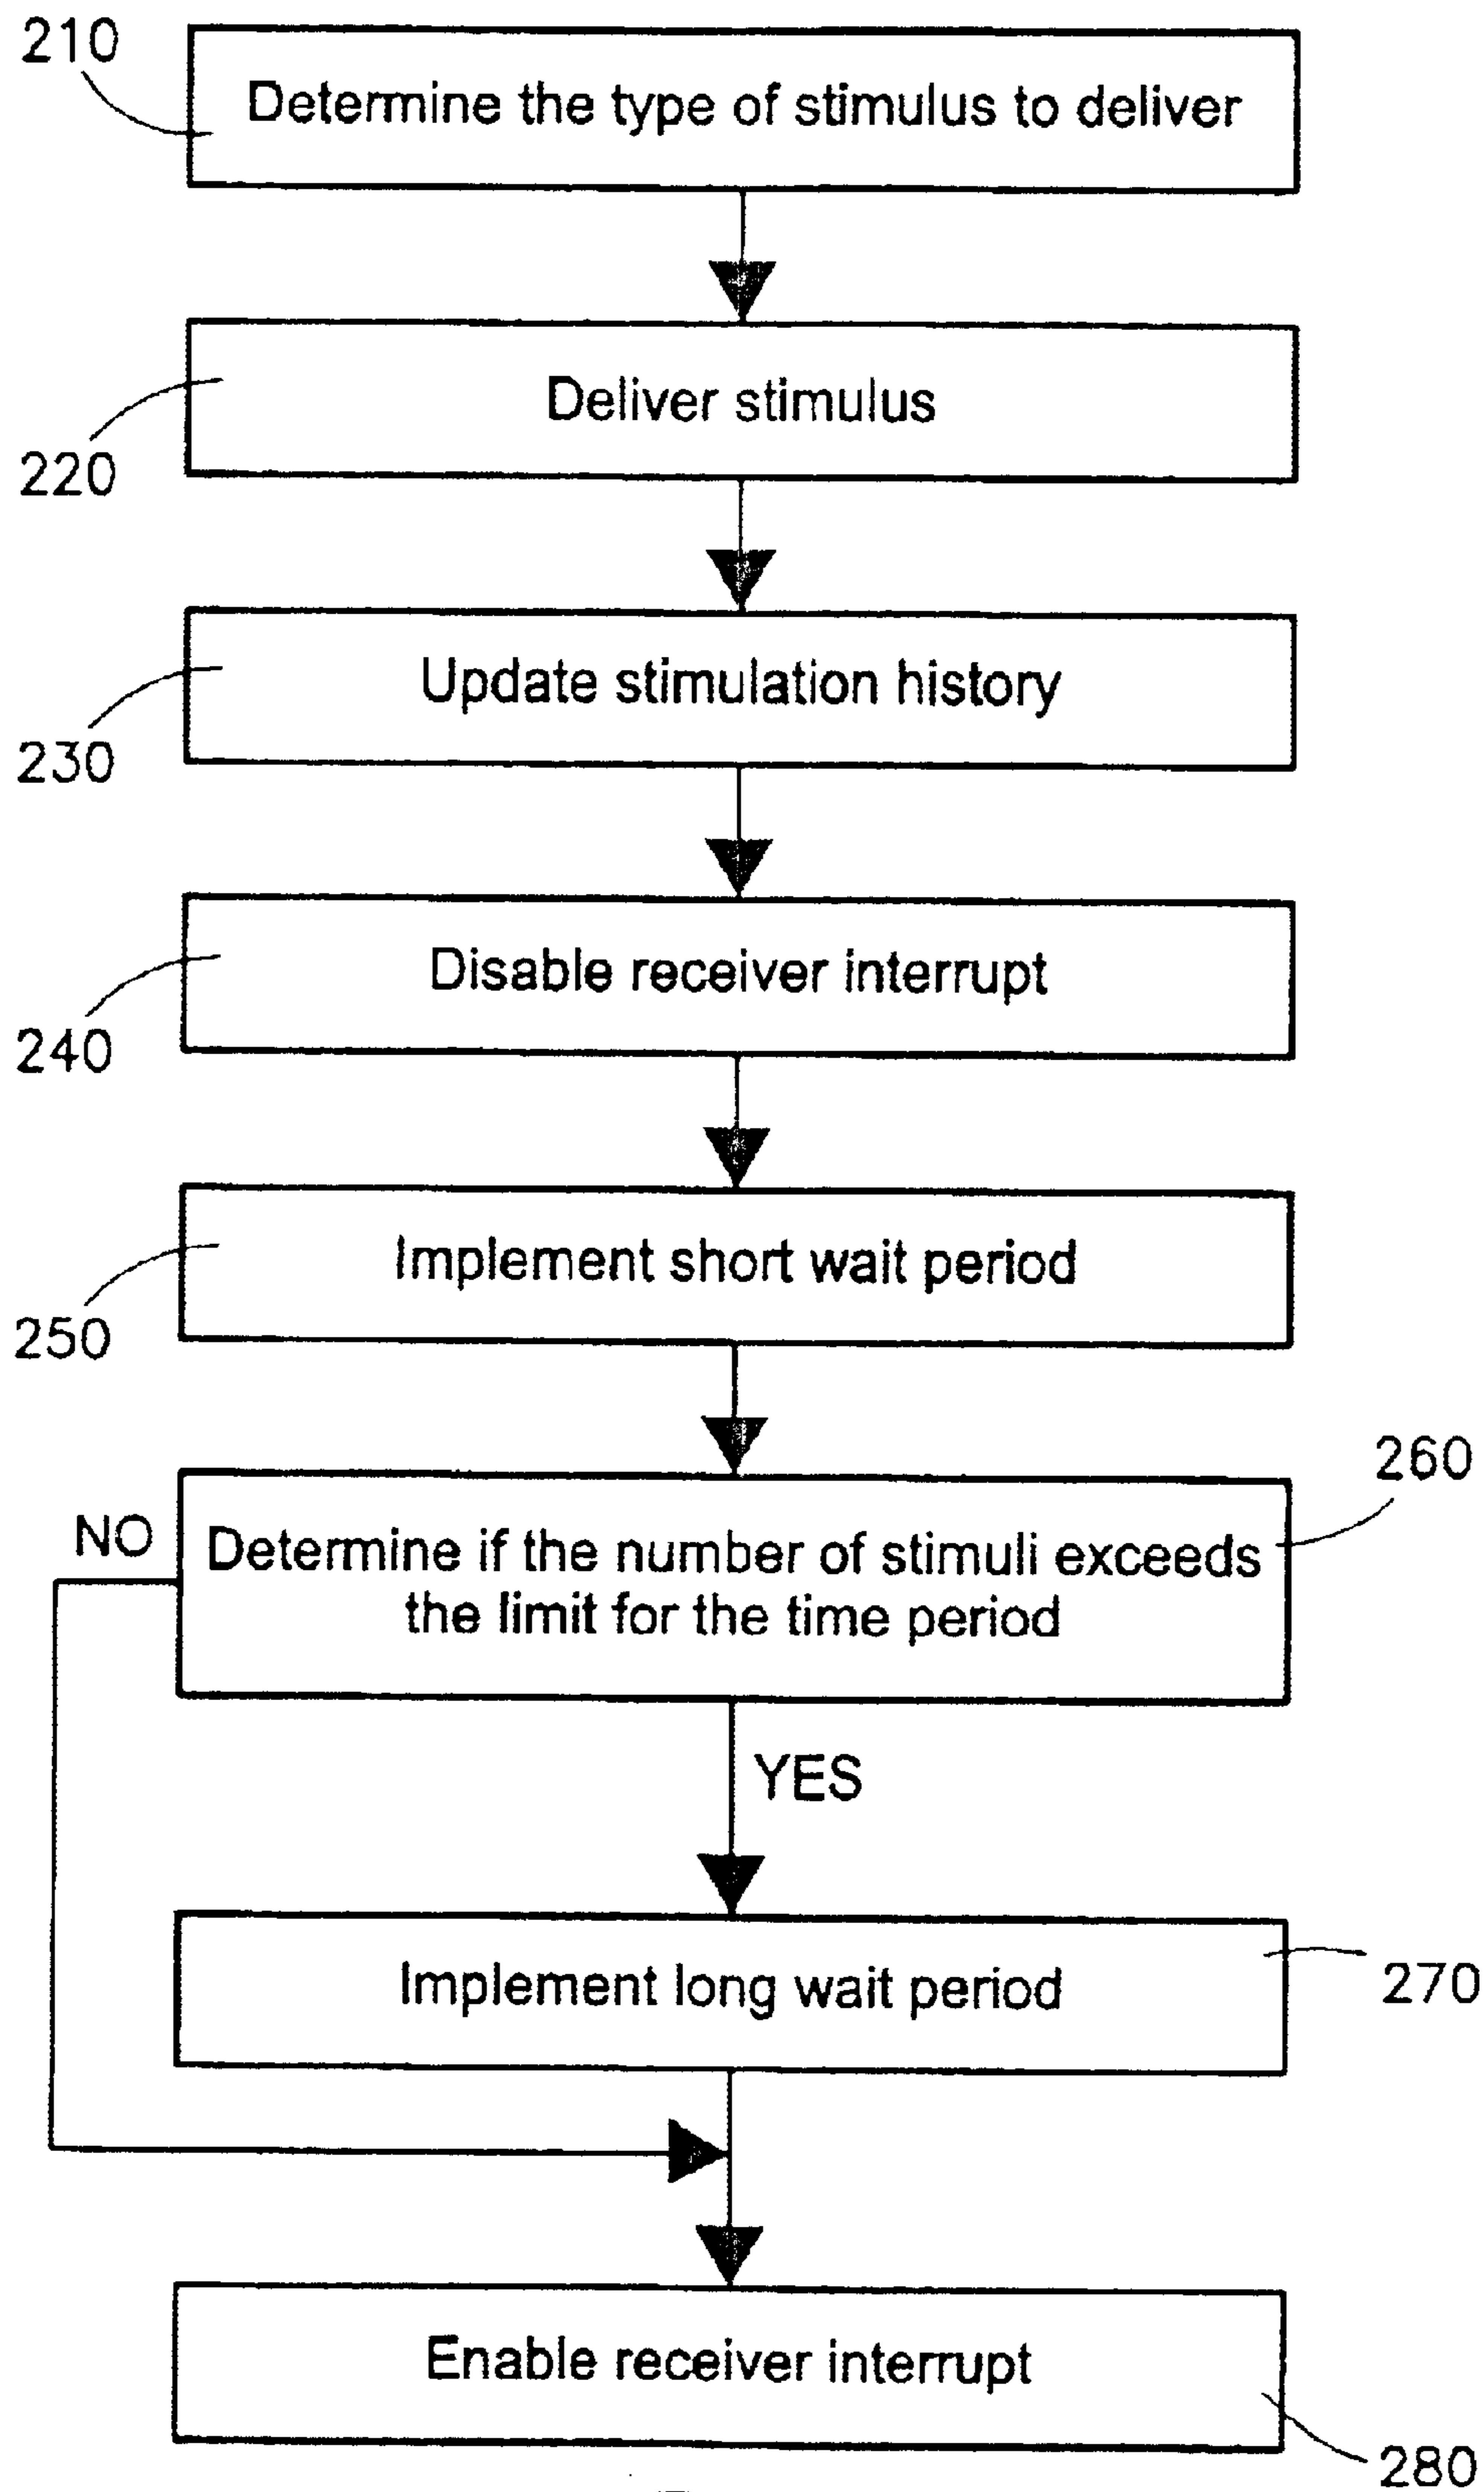 210
Determine the type of stimulus to deliver
Deliver stimulus
220
Update stimulation history
230
Disable receiver interrupt
240
Implement short wait period
250
260
NO
Determine if the number of stimuli exceeds
the limit for the time period
YES
Implement long wait period
270
Enable receiver interrupt
280